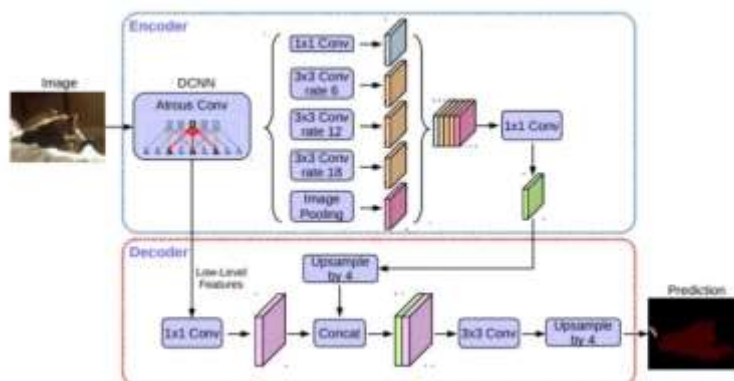 Encoder
Image
DCNN
Atrous Conv
1x1 Conv
3x3 Conv
rate 6
3x3 Conv
rate 12
3x3 Conv
rate 18
Image
Pooling
1x1 Conv
Decoder
Low-Level
Features
Upsample
by 4
1x1 Conv
Concat
3x3 Conv
Upsample
by 4
Prediction